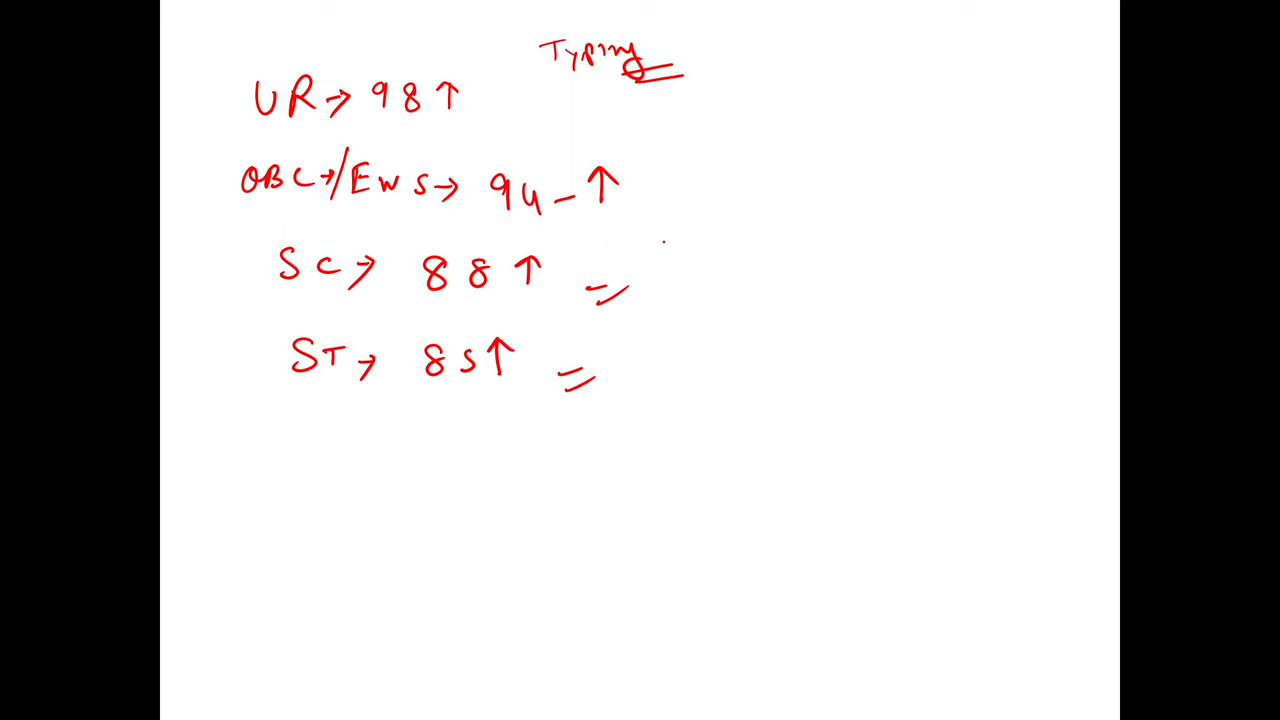 Typing
UR → 98 ↑
OBC → / EWS → 94 – ↑
SC → 88 ↑
ST → 85 ↑